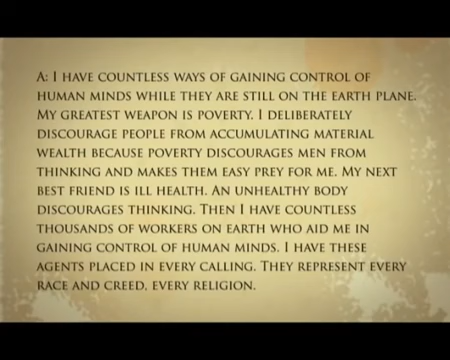 A: I HAVE COUNTLESS WAYS OF GAINING CONTROL OF
HUMAN MINDS WHILE THEY ARE STILL ON THE EARTH PLANE.
MY GREATEST WEAPON IS POVERTY. I DELIBERATELY
DISCOURAGE PEOPLE FROM ACCUMULATING MATERIAL
WEALTH BECAUSE POVERTY DISCOURAGES MEN FROM
THINKING AND MAKES THEM EASY PREY FOR ME. MY NEXT
BEST FRIEND IS ILL HEALTH. AN UNHEALTHY BODY
DISCOURAGES THINKING. THEN I HAVE COUNTLESS
THOUSANDS OF WORKERS ON EARTH WHO AID ME IN
GAINING CONTROL OF HUMAN MINDS. I HAVE THESE
AGENTS PLACED IN EVERY CALLING. THEY REPRESENT EVERY
RACE AND CREED, EVERY RELIGION.